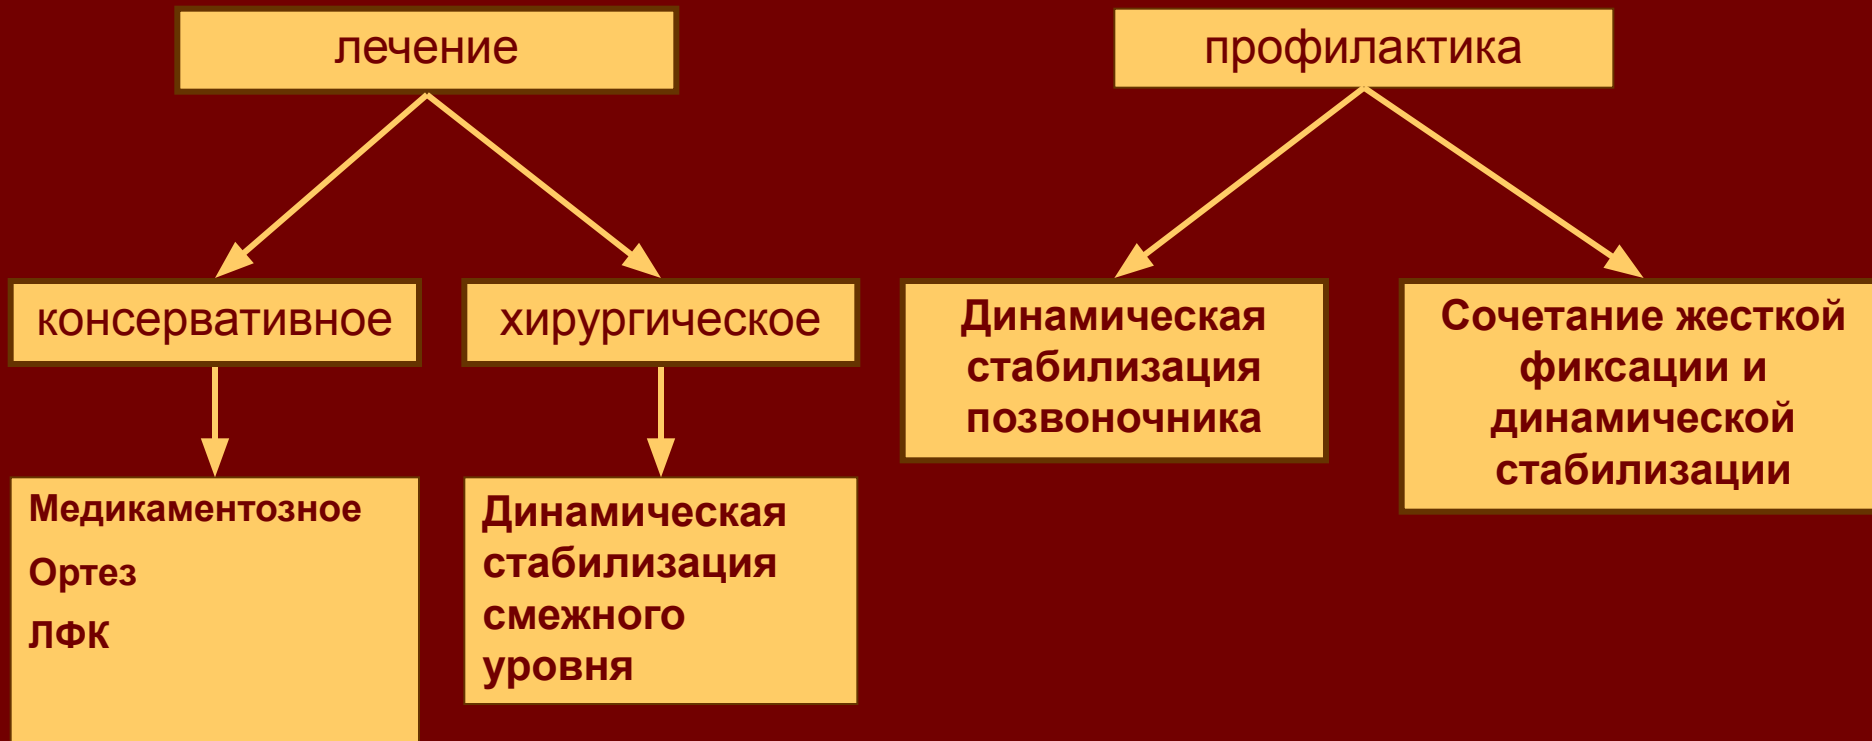 лечение
профилактика
консервативное
хирургическое
Динамическая
стабилизация
позвоночника
Сочетание жесткой
фиксации и
динамической
стабилизации
Медикаментозное
Ортез
ЛФК
Динамическая
стабилизация
смежного
уровня